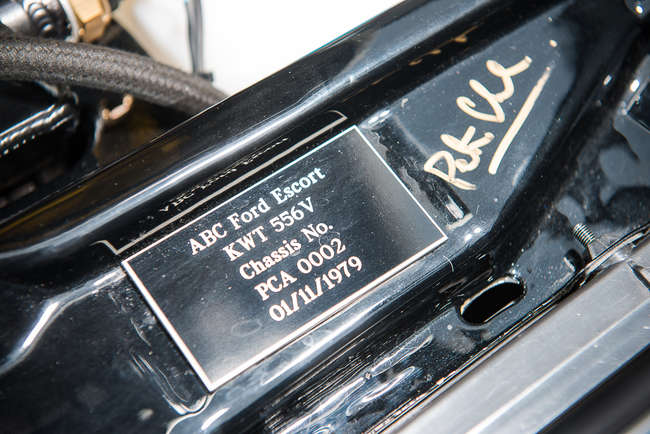 ABC Ford Escort
KWT 556V
Chassis No.
PCA 0002
01/11/1979